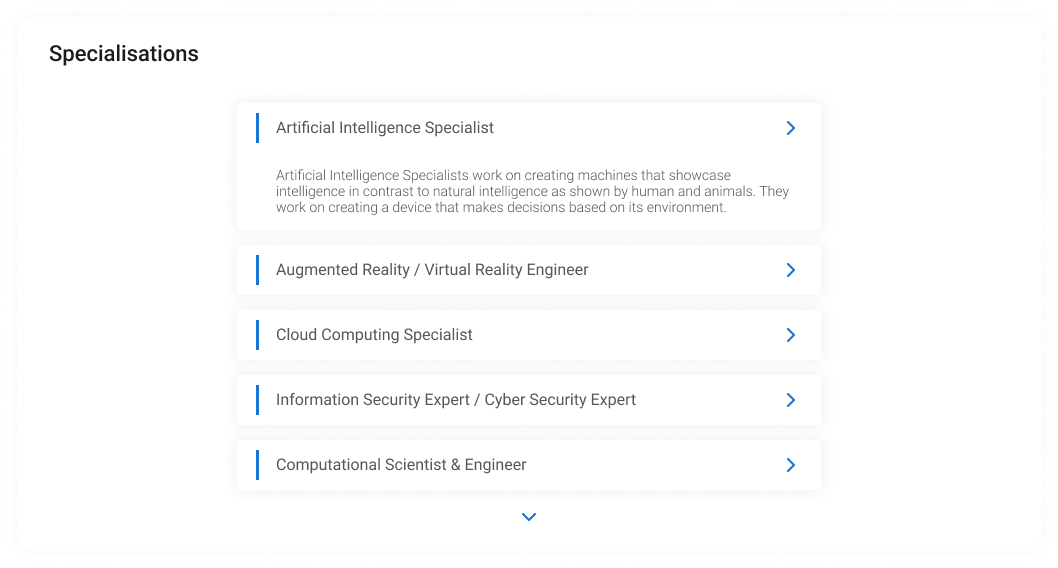 Specialisations
Artificial Intelligence Specialist
Artificial Intelligence Specialists work on creating machines that showcase
intelligence in contrast to natural intelligence as shown by human and animals. They
work on creating a device that makes decisions based on its environment.
Augmented Reality / Virtual Reality Engineer
Cloud Computing Specialist
Information Security Expert / Cyber Security Expert
Computational Scientist & Engineer